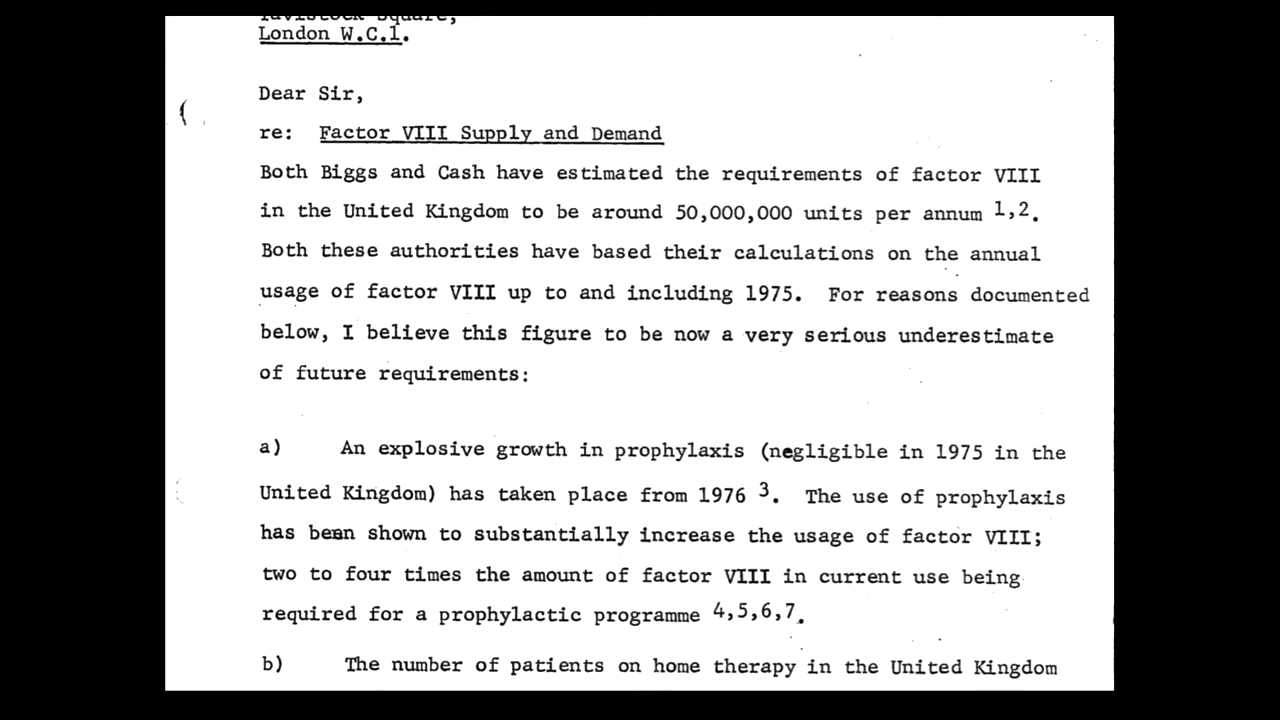 Tavistock Square,
London W.C.1.
Dear Sir,
re: Factor VIII Supply and Demand
Both Biggs and Cash have estimated the requirements of factor VIII
in the United Kingdom to be around 50,000,000 units per annum 1,2.
Both these authorities have based their calculations on the annual
usage of factor VIII up to and including 1975. For reasons documented
below, I believe this figure to be now a very serious underestimate
of future requirements:
a) An explosive growth in prophylaxis (negligible in 1975 in the
United Kingdom) has taken place from 1976 3. The use of prophylaxis
has been shown to substantially increase the usage of factor VIII;
two to four times the amount of factor VIII in current use being
required for a prophylactic programme 4,5,6,7.
b) The number of patients on home therapy in the United Kingdom